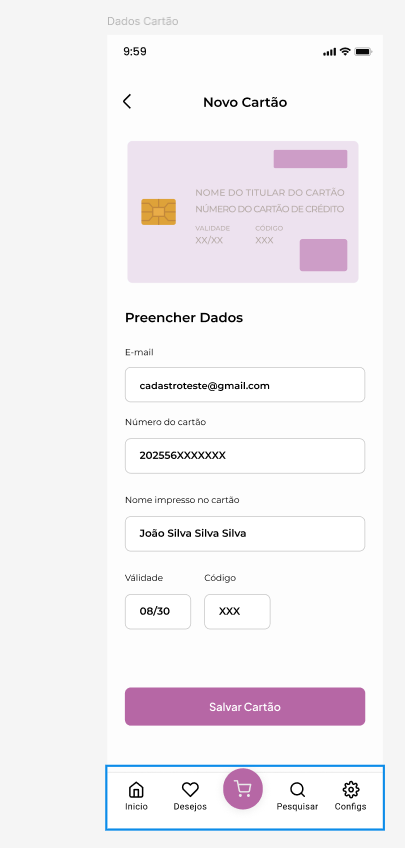 Dados Cartão
9:59
Novo Cartão
NOME DO TITULAR DO CARTÃO
NÚMERO DO CARTÃO DE CRÉDITO
VALIDADE CÓDIGO
XX/XX XXX
Preencher Dados
E-mail
cadastroteste@gmail.com
Número do cartão
202556XXXXXXX
Nome impresso no cartão
João Silva Silva Silva
Válidade Código
08/30 XXX
Salvar Cartão
Inicio Desejos Pesquisar Configs